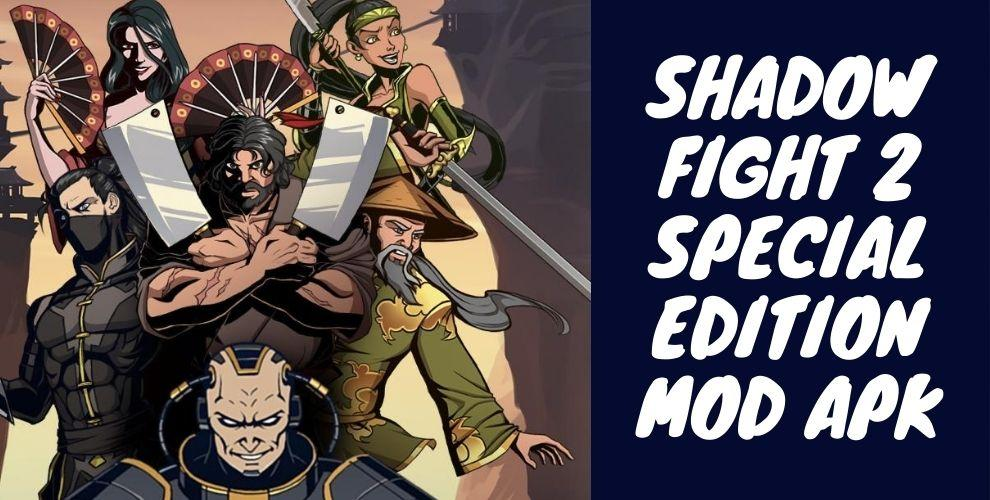 SHADOW
FIGHT 2
SPECIAL
EDITION
MOD APK